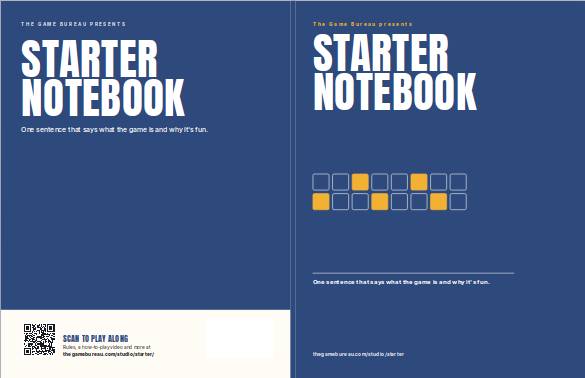 THE GAME BUREAU PRESENTS
STARTER
NOTEBOOK
One sentence that says what the game is and why it's fun.
SCAN TO PLAY ALONG
Rules, a how-to-play video and more at
thegamebureau.com/studio/starter/
The Game Bureau presents
STARTER
NOTEBOOK
One sentence that says what the game is and why it's fun.
thegamebureau.com/studio/starter